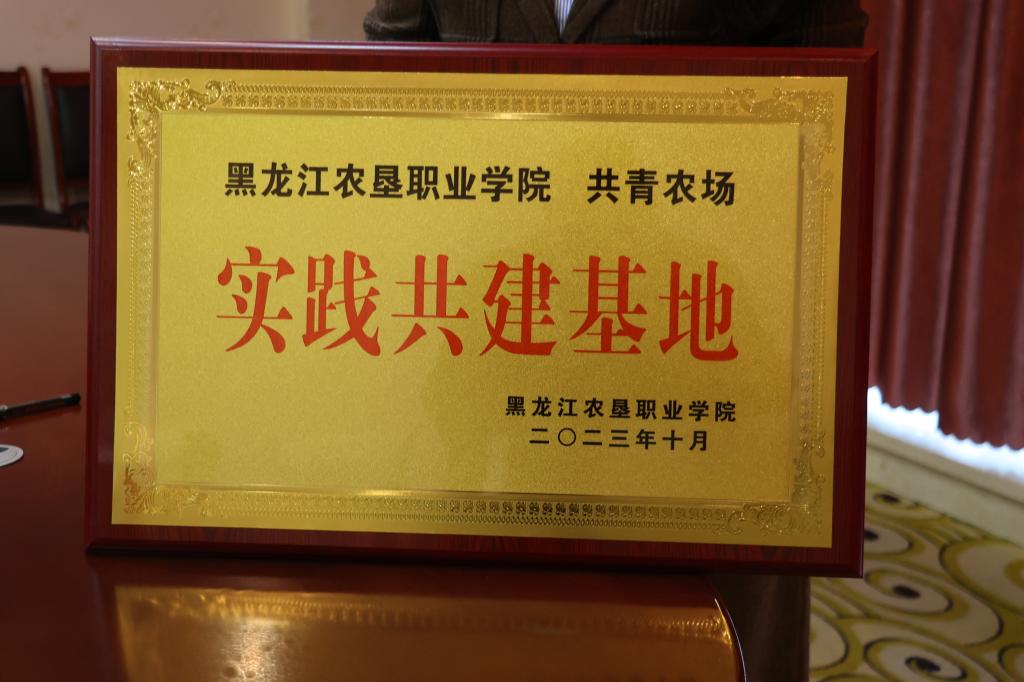 黑龙江农垦职业学院 共青农场
实践共建基地
黑龙江农垦职业学院
二〇二三年十月